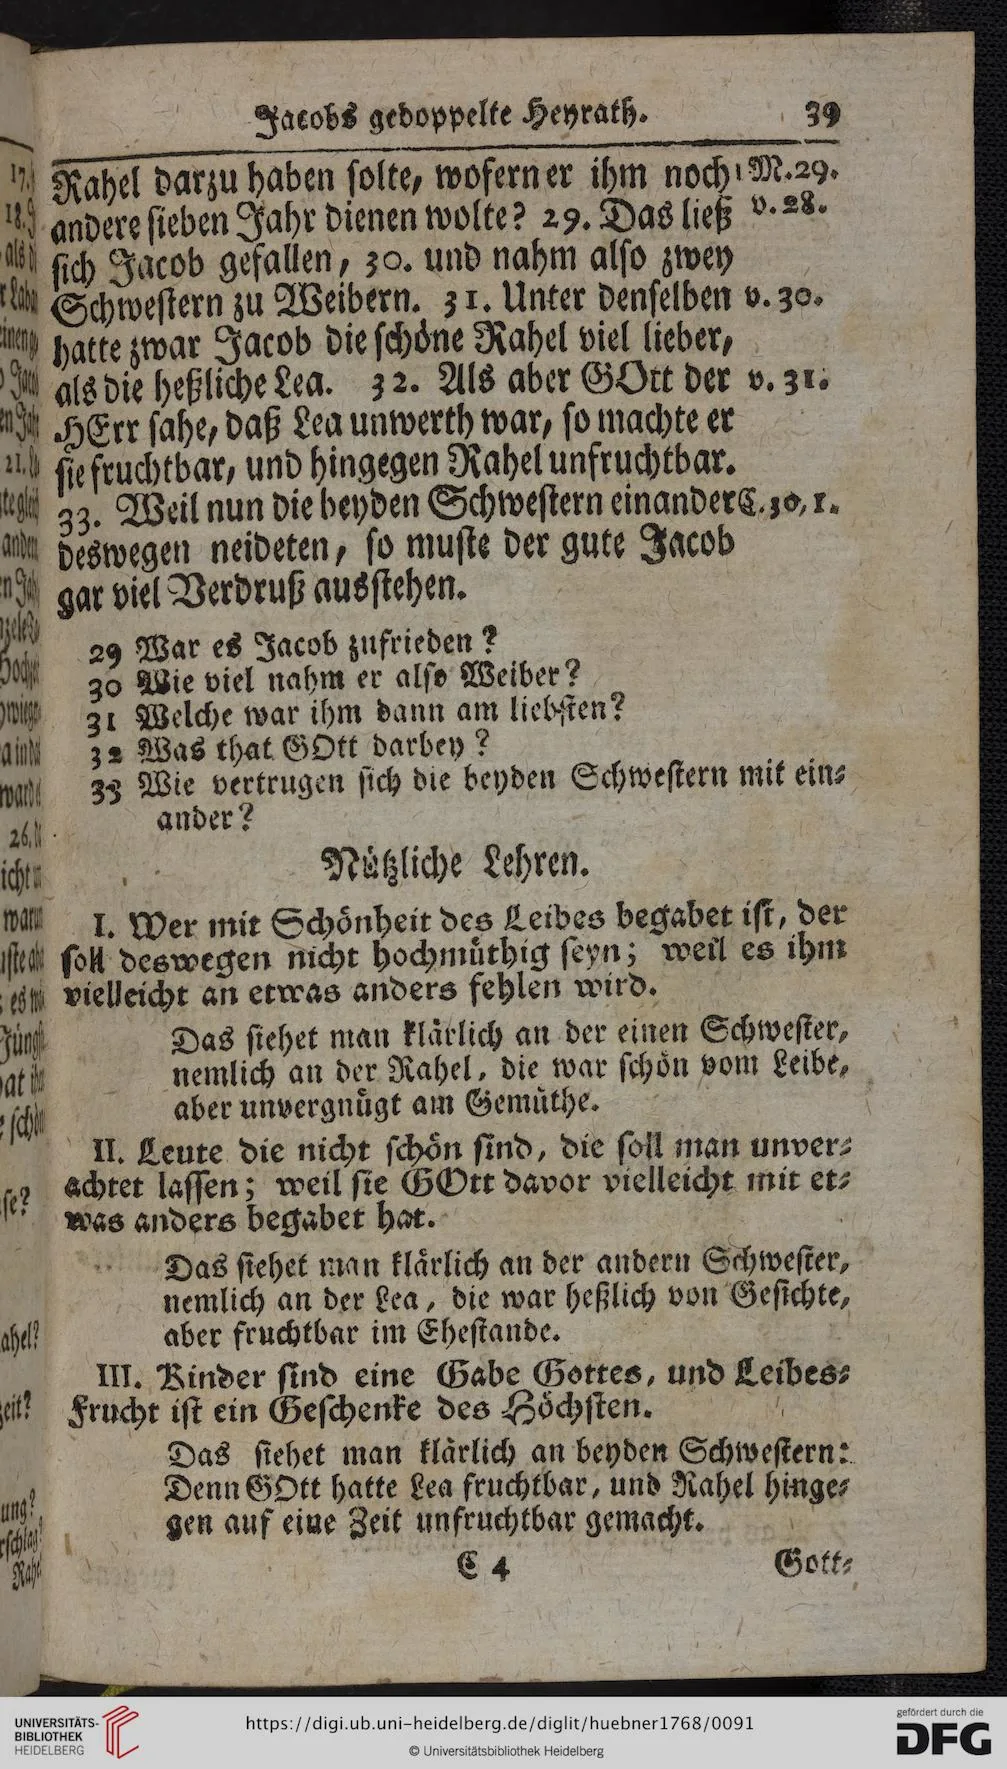 Jacobs gedoppelte Heyrath. 39
Rahel darzu haben solte, wofern er ihm noch 1 M. 29.
andere sieben Jahr dienen wolte? 29. Das ließ v. 28.
sich Jacob gefallen, 30. und nahm also zwey
Schwestern zu Weibern. 31. Unter denselben v. 30.
hatte zwar Jacob die schöne Rahel viel lieber,
als die heßliche Lea. 32. Als aber GOtt der v. 31.
HErr sahe, daß Lea unwerth war, so machte er
sie fruchtbar, und hingegen Rahel unfruchtbar.
33. Weil nun die beyden Schwestern einander C. 30, 1.
deswegen neideten, so muste der gute Jacob
gar viel Verdruß ausstehen.
29 War es Jacob zufrieden?
30 Wie viel nahm er also Weiber?
31 Welche war ihm dann am liebsten?
32 Was that GOtt darbey?
33 Wie vertrugen sich die beyden Schwestern mit ein-
ander?
Nützliche Lehren.
I. Wer mit Schönheit des Leibes begabet ist, der
soll deswegen nicht hochmüthig seyn; weil es ihm
vielleicht an etwas anders fehlen wird.
Das siehet man klärlich an der einen Schwester,
nemlich an der Rahel, die war schön vom Leibe,
aber unvergnügt am Gemüthe.
II. Leute die nicht schön sind, die soll man unver-
achtet lassen; weil sie GOtt davor vielleicht mit et-
was anders begabet hat.
Das siehet man klärlich an der andern Schwester,
nemlich an der Lea, die war heßlich von Gesichte,
aber fruchtbar im Ehestande.
III. Kinder sind eine Gabe Gottes, und Leibes-
Frucht ist ein Geschenke des Höchsten.
Das siehet man klärlich an beyden Schwestern:
Denn GOtt hatte Lea fruchtbar, und Rahel hinge-
gen auf eine Zeit unfruchtbar gemacht.
C 4 Gott-
UNIVERSITÄTS-
BIBLIOTHEK
HEIDELBERG
https://digi.ub.uni-heidelberg.de/diglit/huebner1768/0091
© Universitätsbibliothek Heidelberg
gefördert durch die
DFG